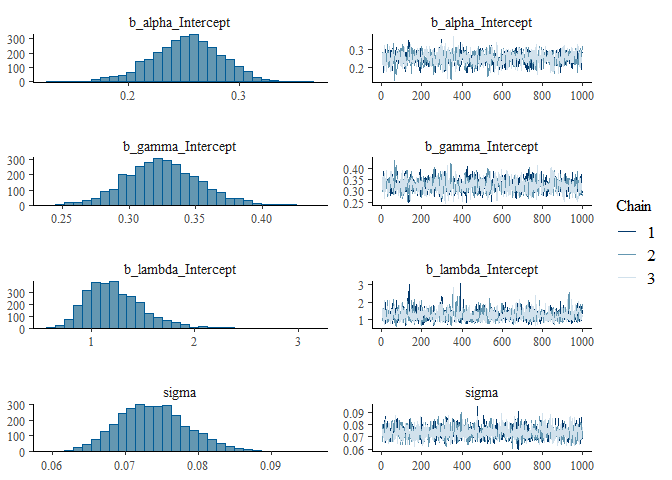 b_alpha_Intercept
300
200
100
0
0.2 0.3
b_alpha_Intercept
0.3
0.2
0 200 400 600 800 1000
b_gamma_Intercept
300
200
100
0
0.25 0.30 0.35 0.40
b_gamma_Intercept
0.40
0.35
0.30
0.25
0 200 400 600 800 1000
b_lambda_Intercept
300
200
100
0
1 2 3
b_lambda_Intercept
3
2
1
0 200 400 600 800 1000
sigma
300
200
100
0
0.06 0.07 0.08 0.09
sigma
0.09
0.08
0.07
0.06
0 200 400 600 800 1000
Chain
1
2
3